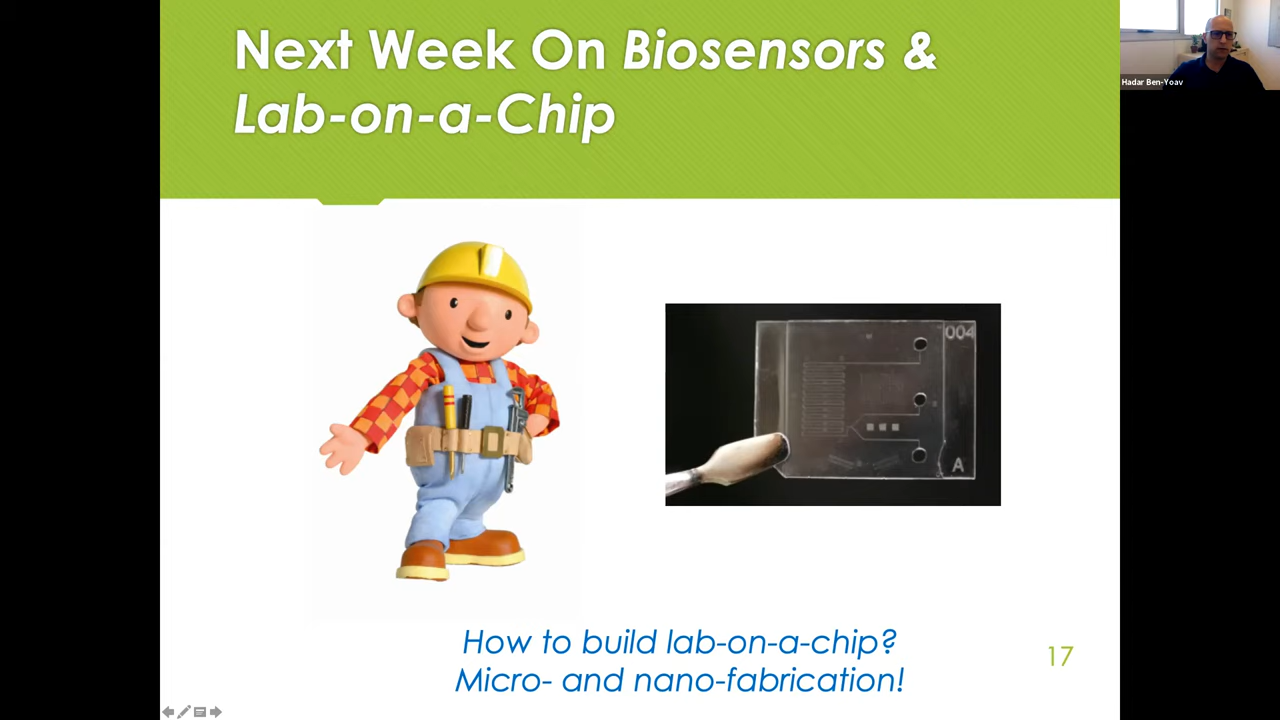 Next Week On Biosensors &
Lab-on-a-Chip
Hadar Ben-Yoav
004
A
How to build lab-on-a-chip?
Micro- and nano-fabrication!
17